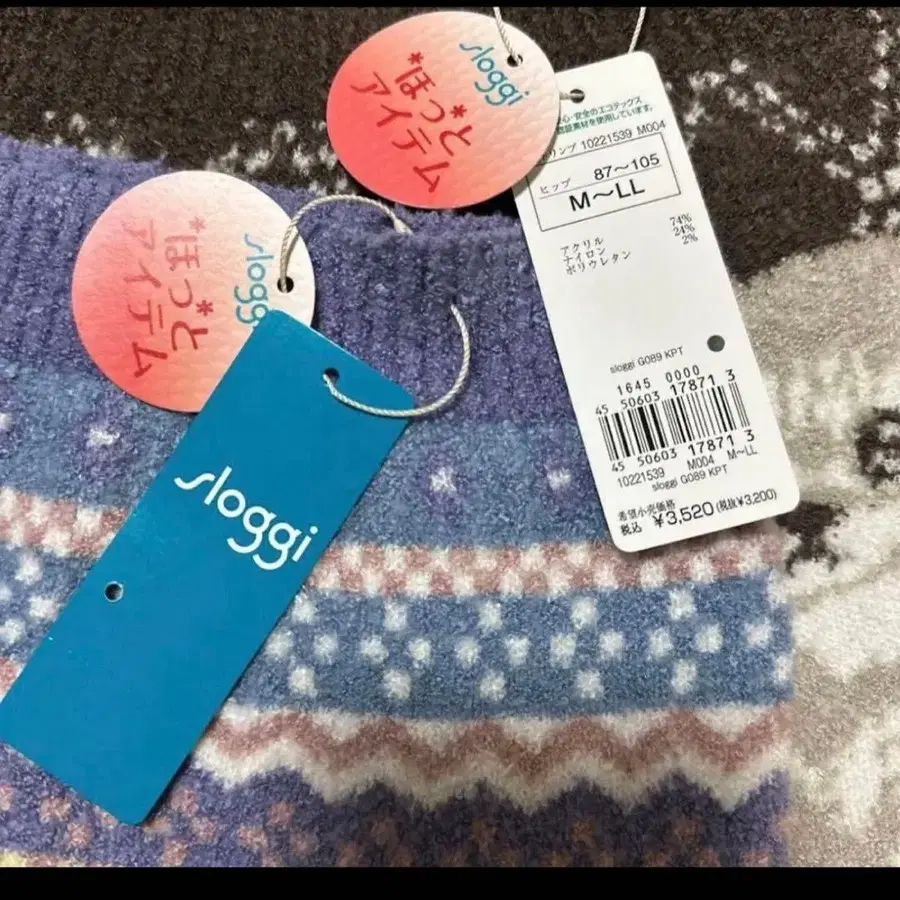 sloggi
*ほっ*と
アイテム
sloggi
*ほっ*と
アイテム
sloggi
心・安全のエコテックス
認証素材を使用しています。
10221539 M004
ヒップ 87〜105
M〜LL
アクリル 74%
ナイロン 24%
ポリウレタン 2%
sloggi G089 KPT
1645 0000
45 50603 17871 3
45 50603 17871 3
10221539 M004 M〜LL
sloggi G089 KPT
希望小売価格
税込 ¥3,520(税抜¥3,200)